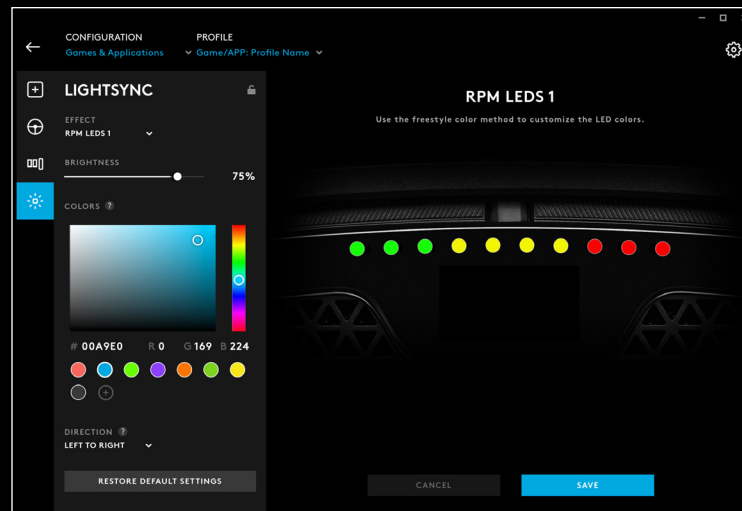 CONFIGURATION
PROFILE
Games & Applications
Game/APP: Profile Name
LIGHTSYNC
EFFECT
RPM LEDS 1
BRIGHTNESS
75%
COLORS ?
# 00A9E0 R 0 G 169 B 224
DIRECTION ?
LEFT TO RIGHT
RESTORE DEFAULT SETTINGS
RPM LEDS 1
Use the freestyle color method to customize the LED colors.
CANCEL
SAVE